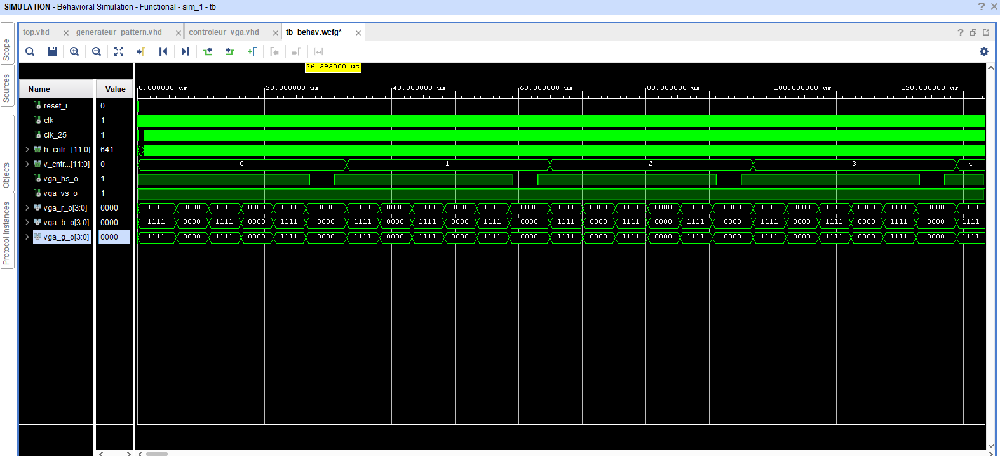 SIMULATION - Behavioral Simulation - Functional - sim_1 - tb
? ×
top.vhd × generateur_pattern.vhd × controleur_vga.vhd × tb_behav.wcfg* ×
?
Scope
Sources
Objects
Protocol Instances
26.595000 us
Name Value
0.000000 us 20.000000 us 40.000000 us 60.000000 us 80.000000 us 100.000000 us 120.000000 us
reset_i 0
clk 1
clk_25 1
h_cntr...[11:0] 641
v_cntr...[11:0] 0 0 1 2 3 4
vga_hs_o 1
vga_vs_o 1
vga_r_o[3:0] 0000 1111 0000 1111 0000 1111 0000 1111 0000 1111 0000 1111 0000 1111 0000 1111 0000 1111 0000 1111 0000 1111 0000 1111 0000 1111
vga_b_o[3:0] 0000 1111 0000 1111 0000 1111 0000 1111 0000 1111 0000 1111 0000 1111 0000 1111 0000 1111 0000 1111 0000 1111 0000 1111 0000 1111
vga_g_o[3:0] 0000 1111 0000 1111 0000 1111 0000 1111 0000 1111 0000 1111 0000 1111 0000 1111 0000 1111 0000 1111 0000 1111 0000 1111 0000 1111